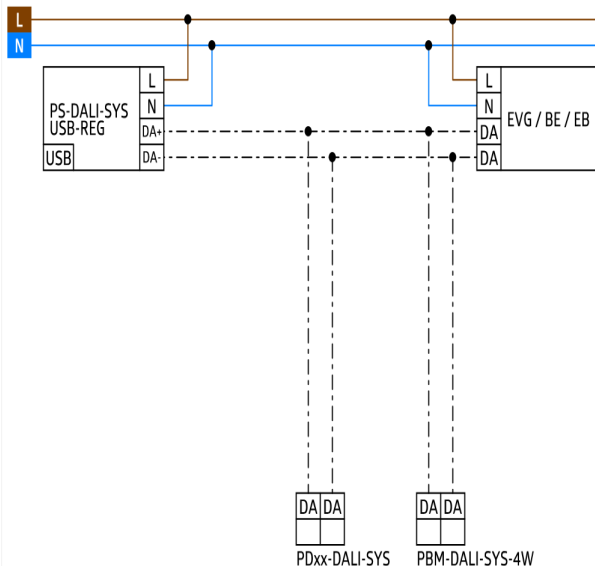 L
N
PS-DALI-SYS
USB-REG
USB
L
N
DA+
DA-
L
N
DA
DA
EVG / BE / EB
DA DA
DA DA
PDxx-DALI-SYS
PBM-DALI-SYS-4W